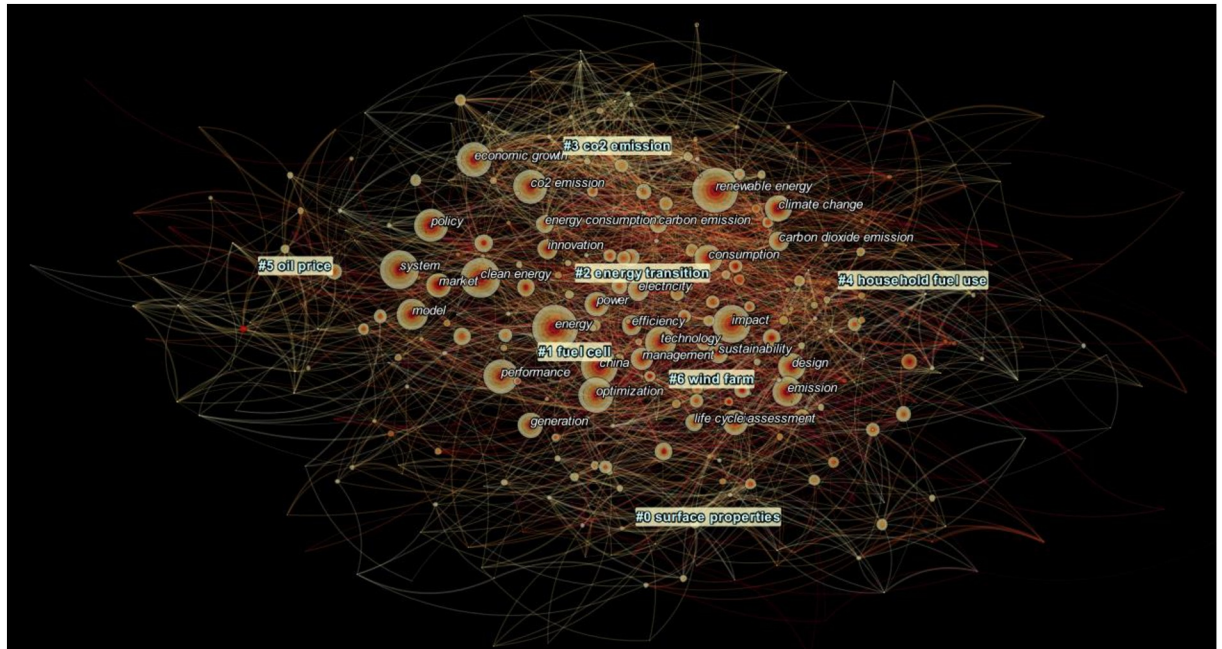 #3 co2 emission
economic growth
co2 emission
renewable energy
climate change
policy
energy consumption
carbon emission
carbon dioxide emission
innovation
consumption
#5 oil price
system
clean energy
#2 energy transition
market
electricity
#4 household fuel use
power
model
energy
efficiency
impact
technology
#1 fuel cell
management
sustainability
china
design
performance
#6 wind farm
optimization
emission
generation
life cycle assessment
#0 surface properties